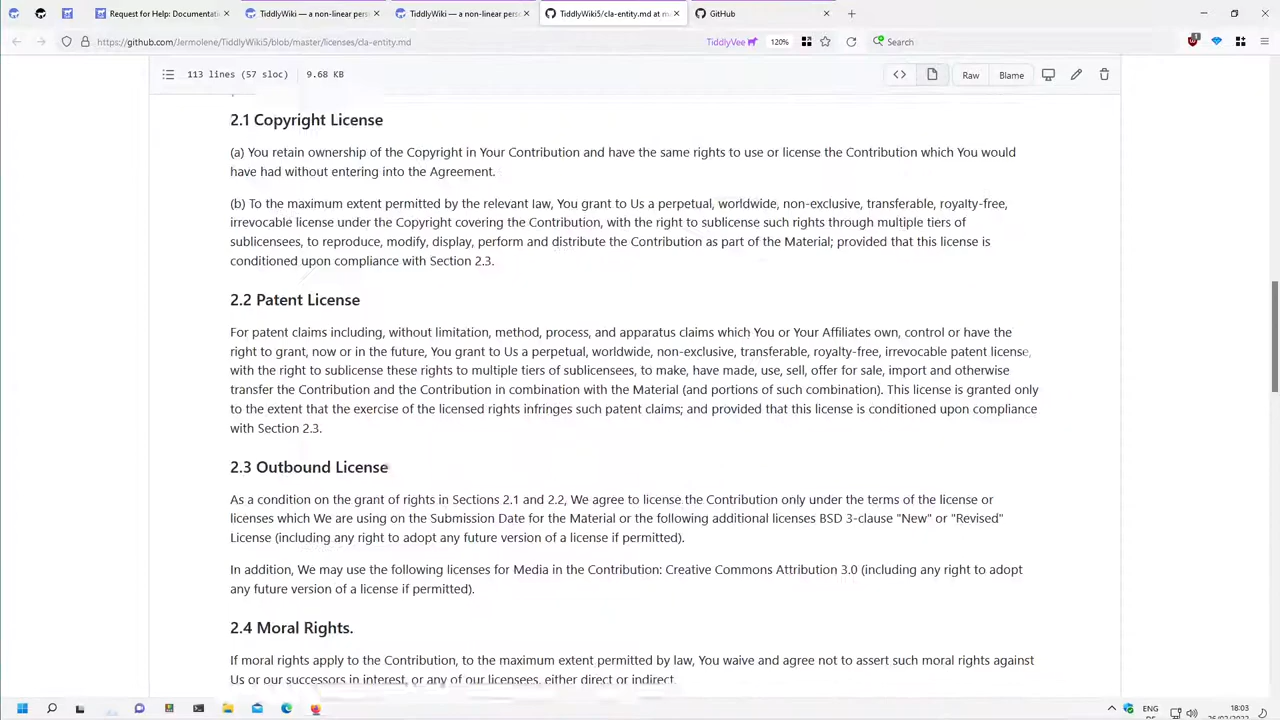 Request for Help: Documentatio
TiddlyWiki — a non-linear person
TiddlyWiki — a non-linear person
TiddlyWiki5/cla-entity.md at m
GitHub
https://github.com/Jermolene/TiddlyWiki5/blob/master/licenses/cla-entity.md
TiddlyVee
120%
Search
113 lines (57 sloc)
9.68 KB
Raw
Blame
2.1 Copyright License
(a) You retain ownership of the Copyright in Your Contribution and have the same rights to use or license the Contribution which You would
have had without entering into the Agreement.
(b) To the maximum extent permitted by the relevant law, You grant to Us a perpetual, worldwide, non-exclusive, transferable, royalty-free,
irrevocable license under the Copyright covering the Contribution, with the right to sublicense such rights through multiple tiers of
sublicensees, to reproduce, modify, display, perform and distribute the Contribution as part of the Material; provided that this license is
conditioned upon compliance with Section 2.3.
2.2 Patent License
For patent claims including, without limitation, method, process, and apparatus claims which You or Your Affiliates own, control or have the
right to grant, now or in the future, You grant to Us a perpetual, worldwide, non-exclusive, transferable, royalty-free, irrevocable patent license,
with the right to sublicense these rights to multiple tiers of sublicensees, to make, have made, use, sell, offer for sale, import and otherwise
transfer the Contribution and the Contribution in combination with the Material (and portions of such combination). This license is granted only
to the extent that the exercise of the licensed rights infringes such patent claims; and provided that this license is conditioned upon compliance
with Section 2.3.
2.3 Outbound License
As a condition on the grant of rights in Sections 2.1 and 2.2, We agree to license the Contribution only under the terms of the license or
licenses which We are using on the Submission Date for the Material or the following additional licenses BSD 3-clause "New" or "Revised"
License (including any right to adopt any future version of a license if permitted).
In addition, We may use the following licenses for Media in the Contribution: Creative Commons Attribution 3.0 (including any right to adopt
any future version of a license if permitted).
2.4 Moral Rights.
If moral rights apply to the Contribution, to the maximum extent permitted by law, You waive and agree not to assert such moral rights against
Us or our successors in interest, or any of our licensees, either direct or indirect.
ENG
18:03